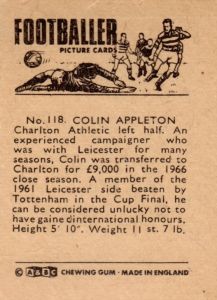 FOOTBALLER
PICTURE CARDS
No. 118. COLIN APPLETON
Charlton Athletic left half. An
experienced campaigner who
was with Leicester for many
seasons, Colin was transferred to
Charlton for £9,000 in the 1966
close season. A member of the
1961 Leicester side beaten by
Tottenham in the Cup Final, he
can be considered unlucky not to
have gaine dinternational honours.
Height 5' 10". Weight 11 st. 7 lb.
© A&BC CHEWING GUM · MADE IN ENGLAND